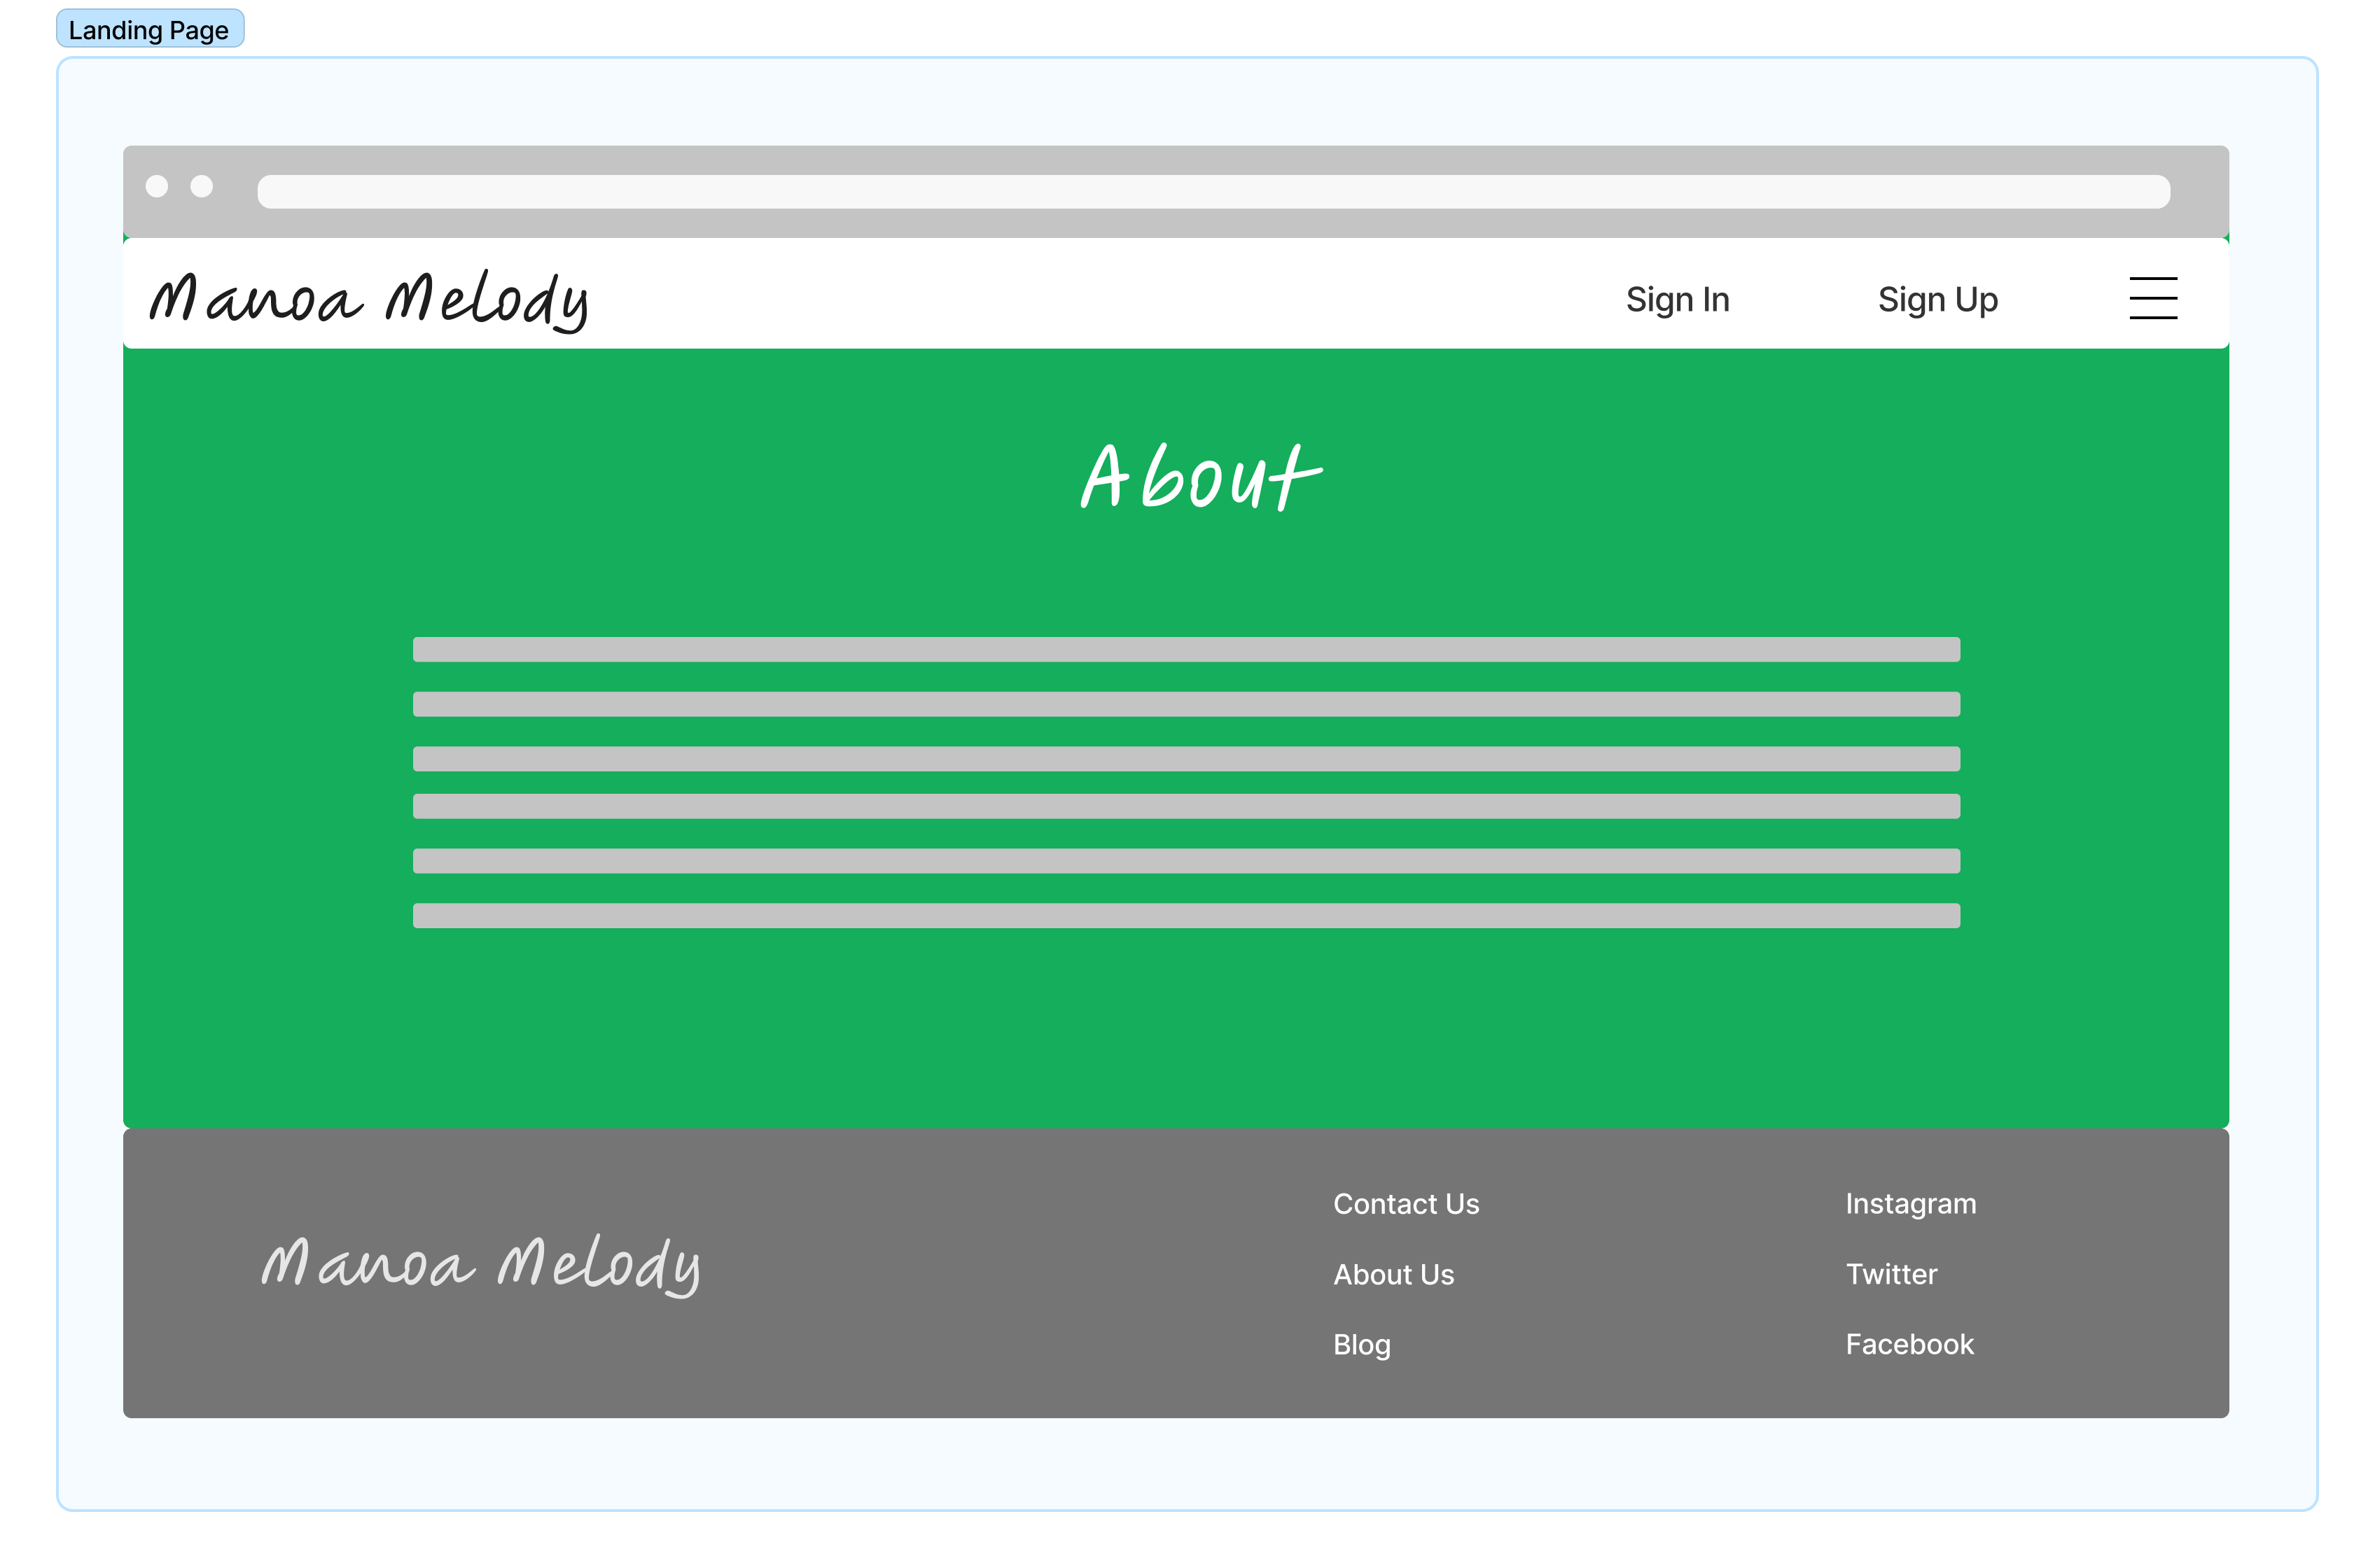 Landing Page
Manoa Melody
Sign In
Sign Up
About
Manoa Melody
Contact Us
About Us
Blog
Instagram
Twitter
Facebook